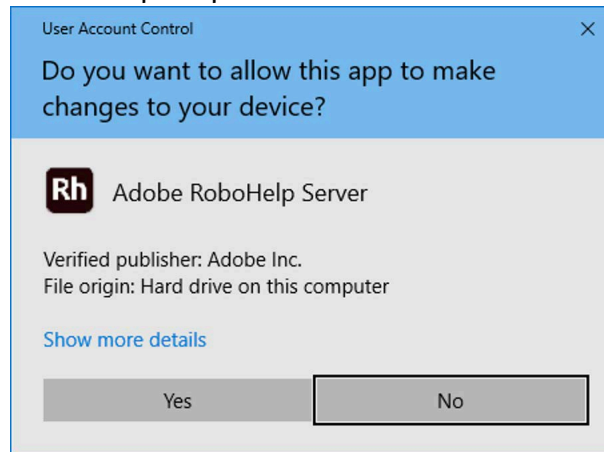 User Account Control
Do you want to allow this app to make
changes to your device?
Rh Adobe RoboHelp Server
Verified publisher: Adobe Inc.
File origin: Hard drive on this computer
Show more details
Yes No